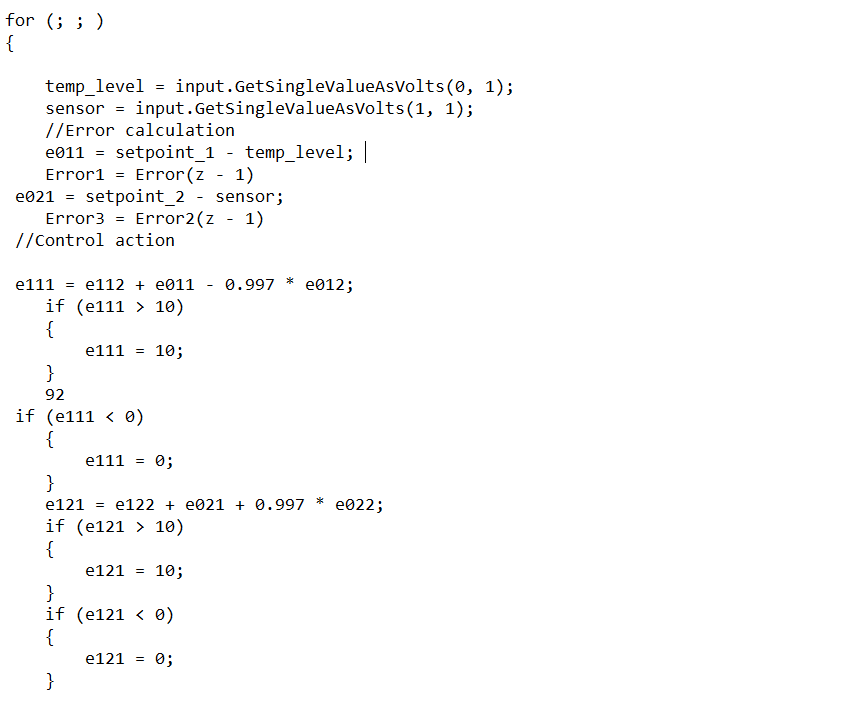 for (; ; )
{
temp_level = input.GetSingleValueAsVolts(0, 1);
sensor = input.GetSingleValueAsVolts(1, 1);
//Error calculation
e011 = setpoint_1 - temp_level;
Error1 = Error(z - 1)
e021 = setpoint_2 - sensor;
Error3 = Error2(z - 1)
//Control action
e111 = e112 + e011 - 0.997 * e012;
if (e111 > 10)
{
e111 = 10;
}
92
if (e111 < 0)
{
e111 = 0;
}
e121 = e122 + e021 + 0.997 * e022;
if (e121 > 10)
{
e121 = 10;
}
if (e121 < 0)
{
e121 = 0;
}